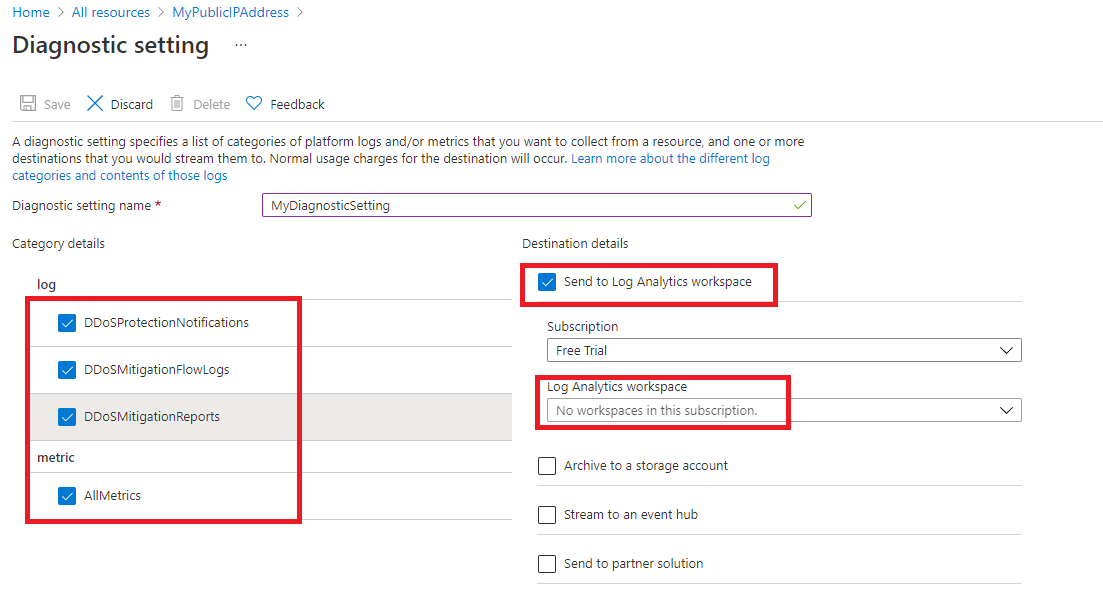 Home > All resources > MyPublicIPAddress >
Diagnostic setting ...
Save Discard Delete Feedback
A diagnostic setting specifies a list of categories of platform logs and/or metrics that you want to collect from a resource, and one or more
destinations that you would stream them to. Normal usage charges for the destination will occur. Learn more about the different log
categories and contents of those logs
Diagnostic setting name * MyDiagnosticSetting
Category details
log
DDoSProtectionNotifications
DDoSMitigationFlowLogs
DDoSMitigationReports
metric
AllMetrics
Destination details
Send to Log Analytics workspace
Subscription
Free Trial
Log Analytics workspace
No workspaces in this subscription.
Archive to a storage account
Stream to an event hub
Send to partner solution